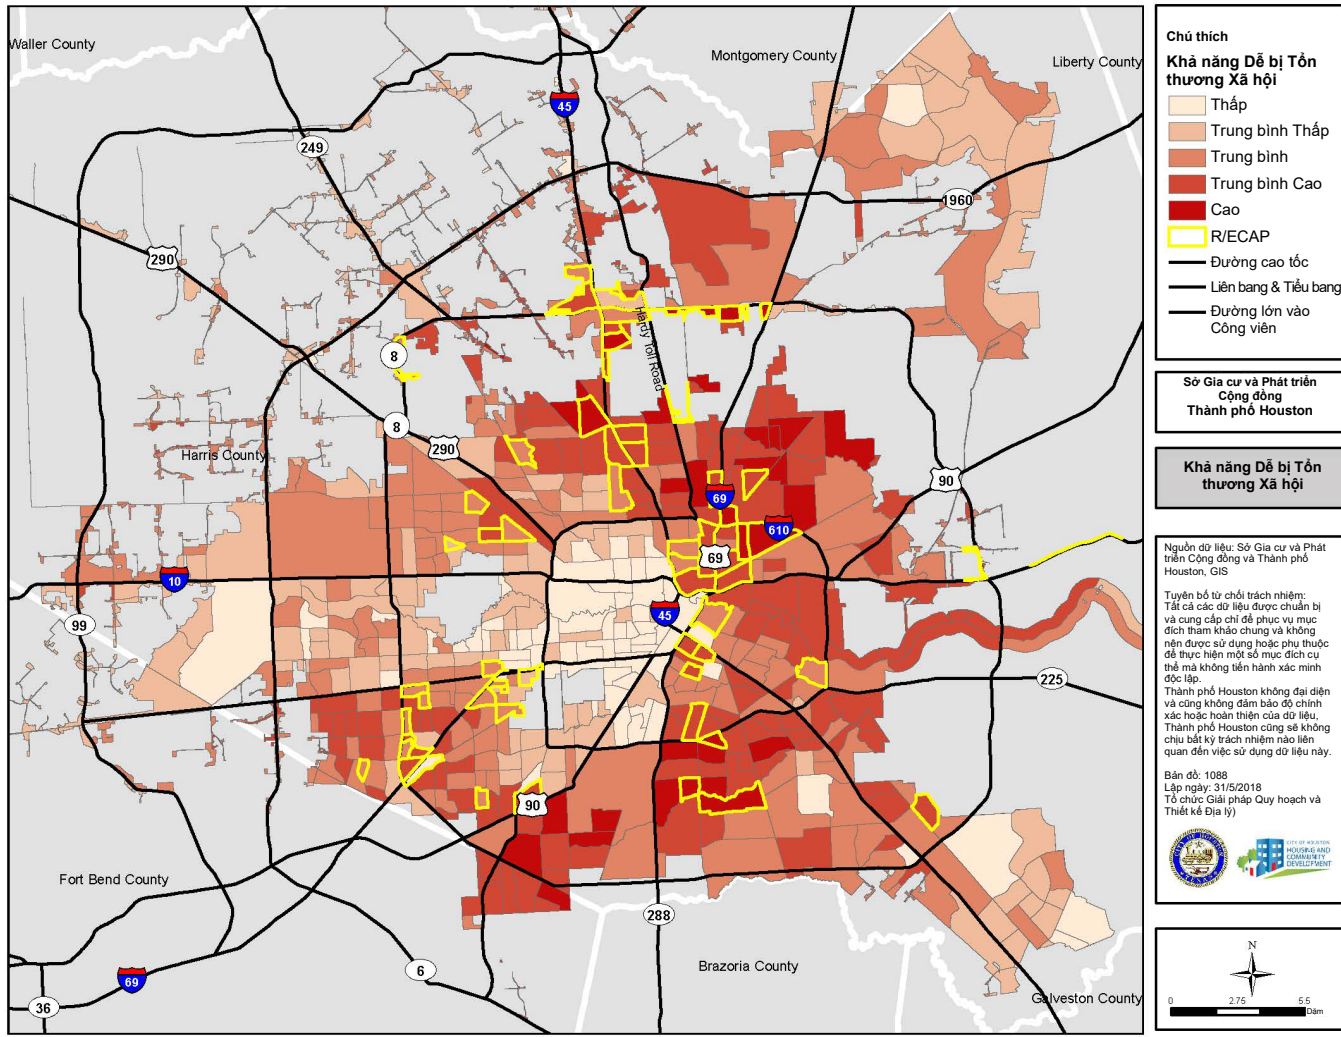 Waller County
Montgomery County
Liberty County
45
249
1960
290
Hardy Toll Road
8
8
290
Harris County
90
69
610
69
10
45
99
225
90
Fort Bend County
288
6
Brazoria County
69
36
Galveston County
Chú thích
Khả năng Dễ bị Tổn
thương Xã hội
Thấp
Trung bình Thấp
Trung bình
Trung bình Cao
Cao
R/ECAP
Đường cao tốc
Liên bang & Tiểu bang
Đường lớn vào
Công viên
Sở Gia cư và Phát triển
Cộng đồng
Thành phố Houston
Khả năng Dễ bị Tổn
thương Xã hội
Nguồn dữ liệu: Sở Gia cư và Phát
triển Cộng đồng và Thành phố
Houston, GIS
Tuyên bố từ chối trách nhiệm:
Tất cả các dữ liệu được chuẩn bị
và cung cấp chỉ để phục vụ mục
đích tham khảo chung và không
nên được sử dụng hoặc phụ thuộc
để thực hiện một số mục đích cụ
thể mà không tiến hành xác minh
độc lập.
Thành phố Houston không đại diện
và cũng không đảm bảo độ chính
xác hoặc hoàn thiện của dữ liệu,
Thành phố Houston cũng sẽ không
chịu bất kỳ trách nhiệm nào liên
quan đến việc sử dụng dữ liệu này.
Bản đồ: 1088
Lập ngày: 31/5/2018
Tổ chức Giải pháp Quy hoạch và
Thiết kế Địa lý)
CITY OF HOUSTON
TEXAS
CITY OF HOUSTON
HOUSING AND
COMMUNITY
DEVELOPMENT
N
0 2.75 5.5
Dặm